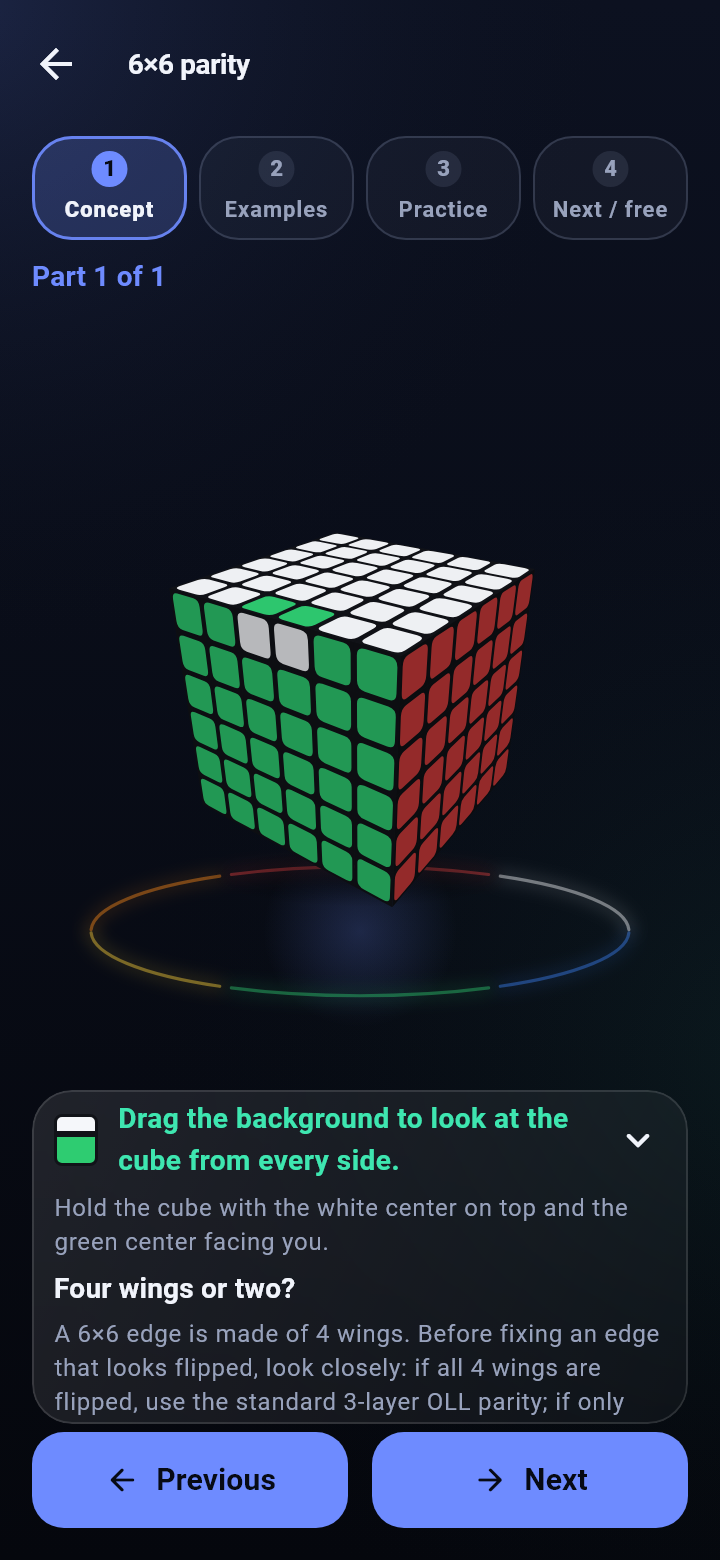 6×6 parity
1
Concept
2
Examples
3
Practice
4
Next / free
Part 1 of 1
Drag the background to look at the
cube from every side.
Hold the cube with the white center on top and the
green center facing you.
Four wings or two?
A 6×6 edge is made of 4 wings. Before fixing an edge
that looks flipped, look closely: if all 4 wings are
flipped, use the standard 3-layer OLL parity; if only
Previous
Next